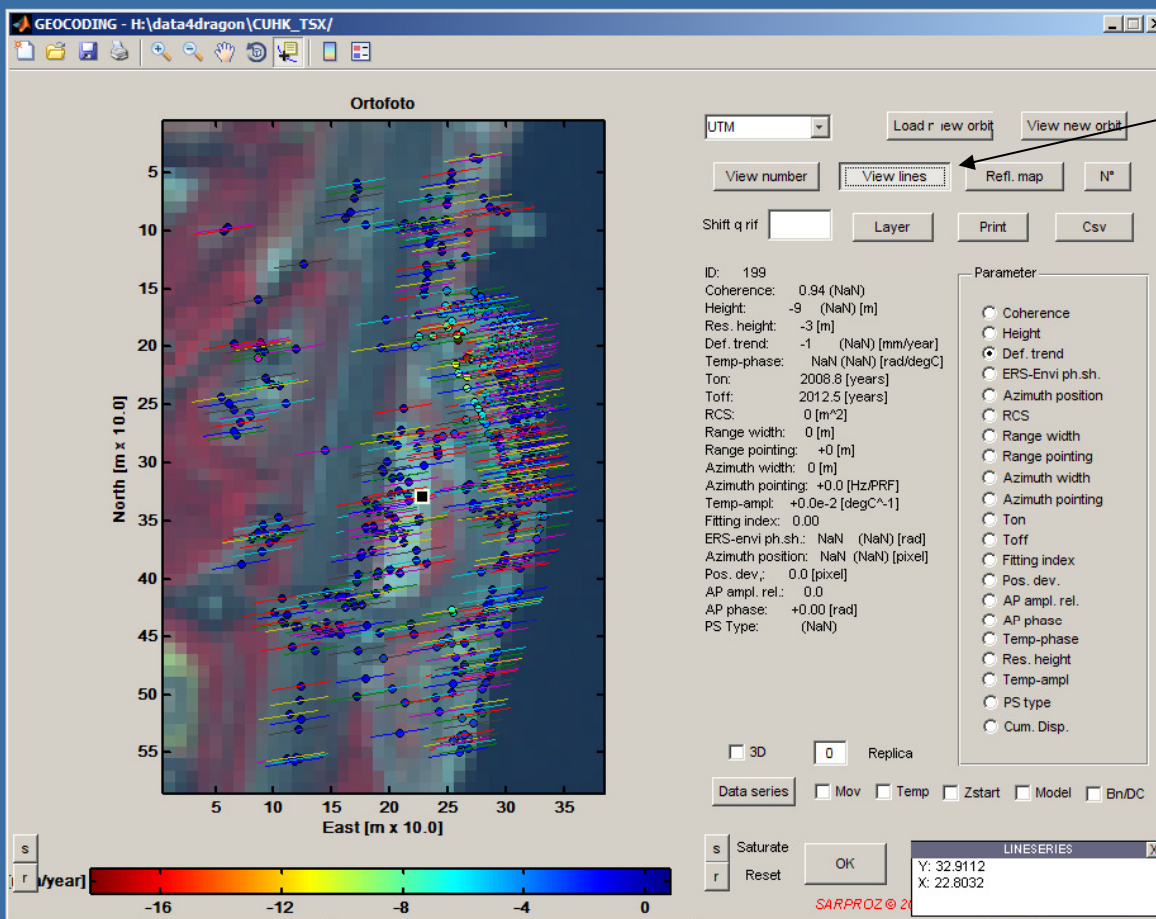 GEOCODING - H:\data4dragon\CUHK_TSX/
Ortofoto
UTM
Load n iew orbit
View new orbit
View number
View lines
Refl. map
N°
Shift q rif
Layer
Print
Csv
ID: 199
Coherence: 0.94 (NaN)
Height: -9 (NaN) [m]
Res. height: -3 [m]
Def. trend: -1 (NaN) [mm/year]
Temp-phase: NaN (NaN) [rad/degC]
Ton: 2008.8 [years]
Toff: 2012.5 [years]
RCS: 0 [m^2]
Range width: 0 [m]
Range pointing: +0 [m]
Azimuth width: 0 [m]
Azimuth pointing: +0.0 [Hz/PRF]
Temp-ampl: +0.0e-2 [degC^-1]
Fitting index: 0.00
ERS-envi ph.sh.: NaN (NaN) [rad]
Azimuth position: NaN (NaN) [pixel]
Pos. dev,: 0.0 [pixel]
AP ampl. rel.: 0.0
AP phase: +0.00 [rad]
PS Type: (NaN)
Parameter
Coherence
Height
Def. trend
ERS-Envi ph.sh.
Azimuth position
RCS
Range width
Range pointing
Azimuth width
Azimuth pointing
Ton
Toff
Fitting index
Pos. dev.
AP ampl. rel.
AP phase
Temp-phase
Res. height
Temp-ampl
PS type
Cum. Disp.
North [m x 10.0]
5
10
15
20
25
30
35
40
45
50
55
5 10 15 20 25 30 35
East [m x 10.0]
3D
0
Replica
Data series
Mov
Temp
Zstart
Model
Bn/DC
s
r
/year]
-16 -12 -8 -4 0
s Saturate
r Reset
OK
LINESERIES X
Y: 32.9112
X: 22.8032
SARPROZ © 20